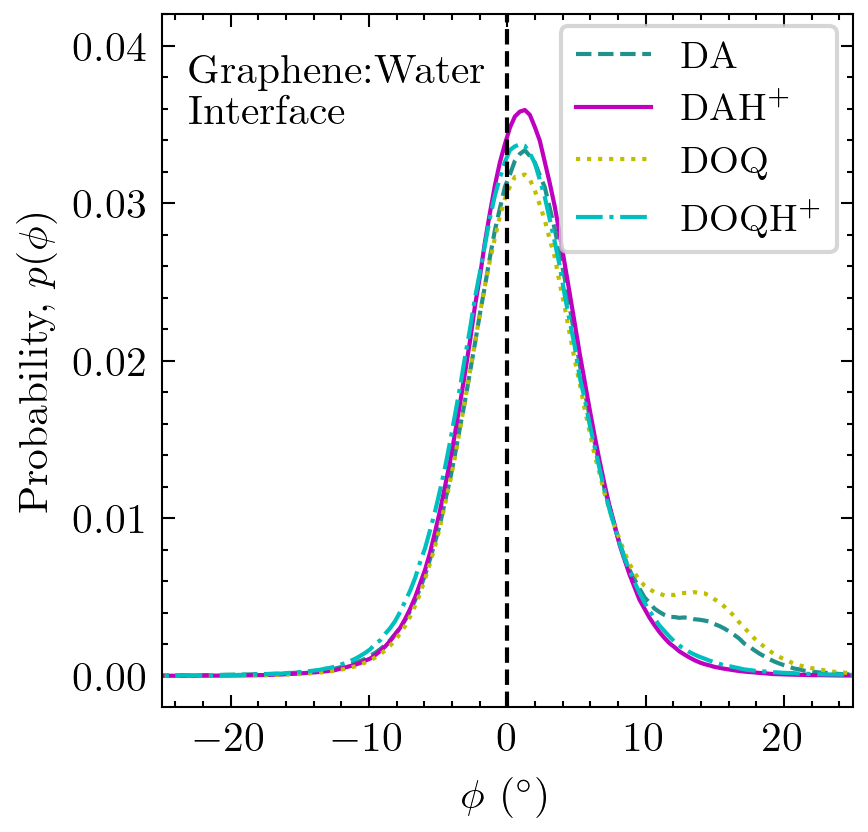 Graphene:Water
Interface
DA
DAH⁺
DOQ
DOQH⁺
Probability, p(ϕ)
0.04
0.03
0.02
0.01
0.00
−20 −10 0 10 20
ϕ (°)